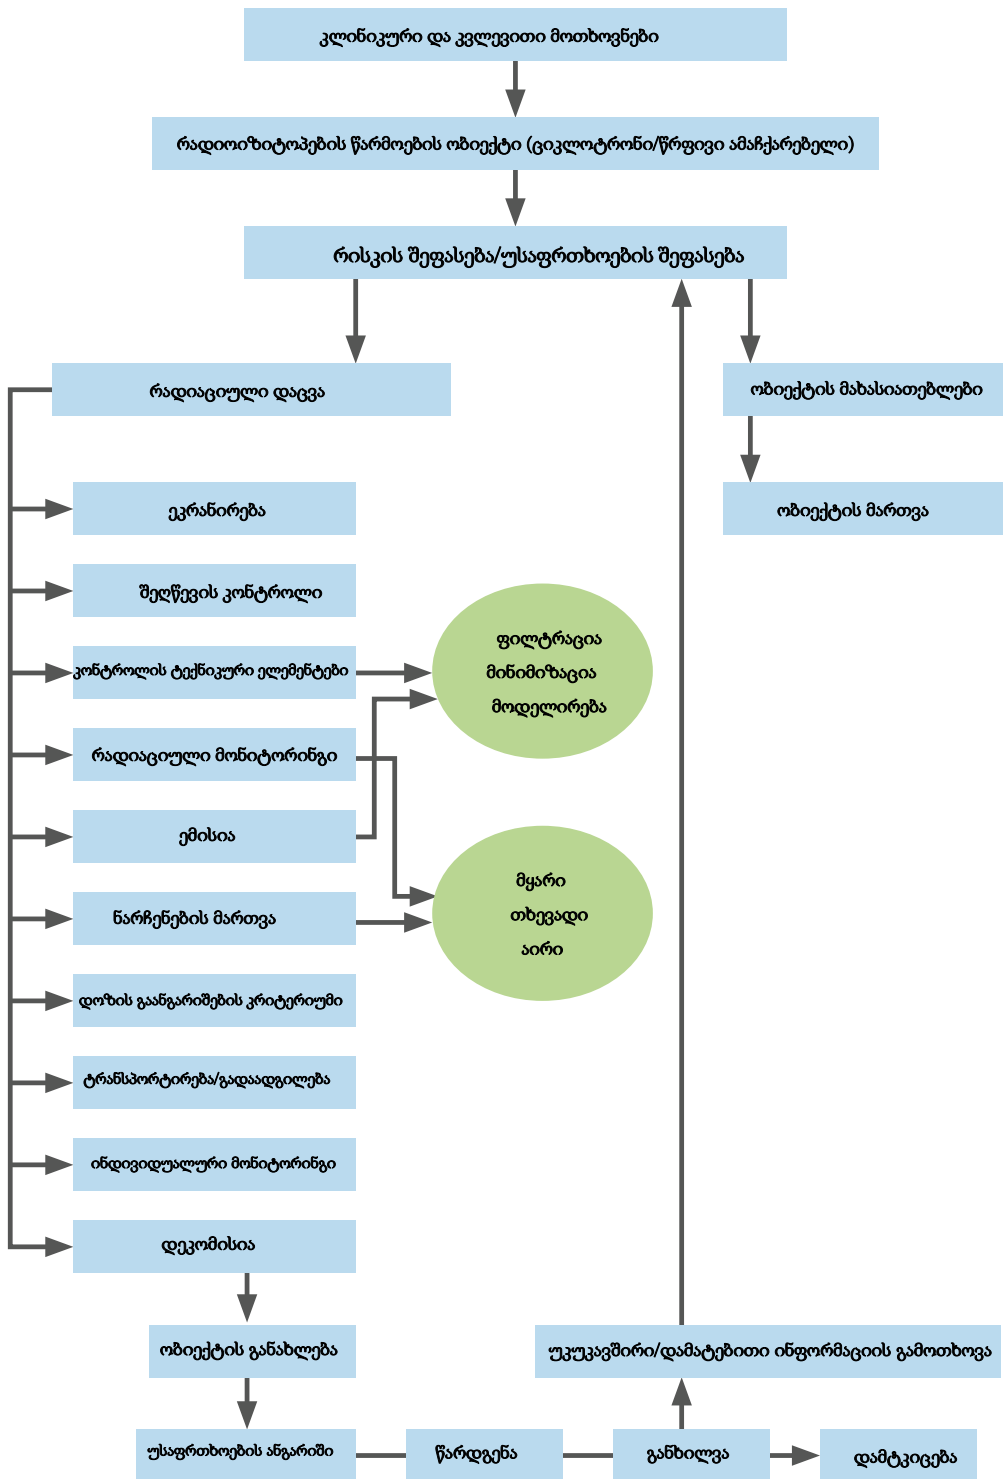 კლინიკური და კვლევითი მოთხოვნები
რადიოიზიტოპების წარმოების ობიექტი (ციკლოტრონი/წრფივი ამაჩქარებელი)
რისკის შეფასება/უსაფრთხოების შეფასება
რადიაციული დაცვა
ობიექტის მახასიათებლები
ობიექტის მართვა
ეკრანირება
შეღწევის კონტროლი
კონტროლის ტექნიკური ელემენტები
რადიაციული მონიტორინგი
ემისია
ნარჩენების მართვა
დოზის გაანგარიშების კრიტერიუმი
ტრანსპორტირება/გადაადგილება
ინდივიდუალური მონიტორინგი
დეკომისია
ფილტრაცია
მინიმიზაცია
მოდელირება
მყარი
თხევადი
აირი
ობიექტის განახლება
უსაფრთხოების ანგარიში
წარდგენა
განხილვა
უკუკავშირი/დამატებითი ინფორმაციის გამოთხოვა
დამტკიცება